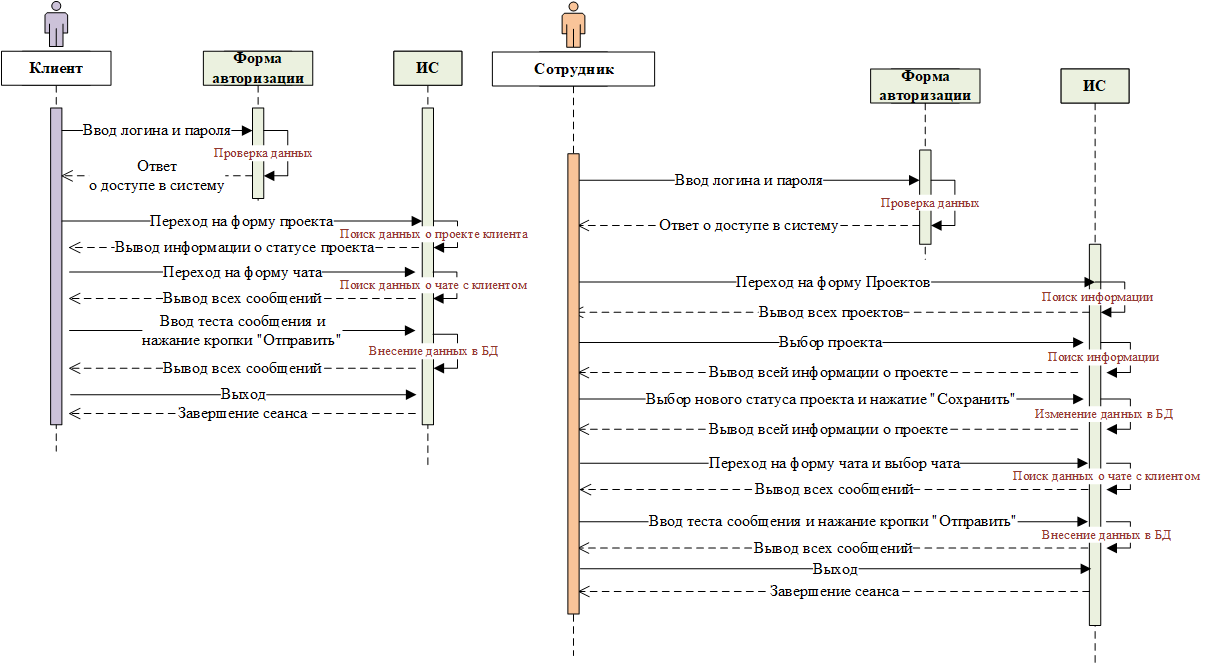 Клиент
Форма
авторизации
ИС
Ввод логина и пароля
Проверка данных
Ответ
о доступе в систему
Переход на форму проекта
Поиск данных о проекте клиента
Вывод информации о статусе проекта
Переход на форму чата
Поиск данных о чате с клиентом
Вывод всех сообщений
Ввод теста сообщения и
нажание кропки "Отправить"
Внесение данных в БД
Вывод всех сообщений
Выход
Завершение сеанса
Сотрудник
Форма
авторизации
ИС
Ввод логина и пароля
Проверка данных
Ответ о доступе в систему
Переход на форму Проектов
Поиск информации
Вывод всех проектов
Выбор проекта
Поиск информации
Вывод всей информации о проекте
Выбор нового статуса проекта и нажатие "Сохранить"
Изменение данных в БД
Вывод всей информации о проекте
Переход на форму чата и выбор чата
Поиск данных о чате с клиентом
Вывод всех сообщений
Ввод теста сообщения и нажание кропки "Отправить"
Внесение данных в БД
Вывод всех сообщений
Выход
Завершение сеанса